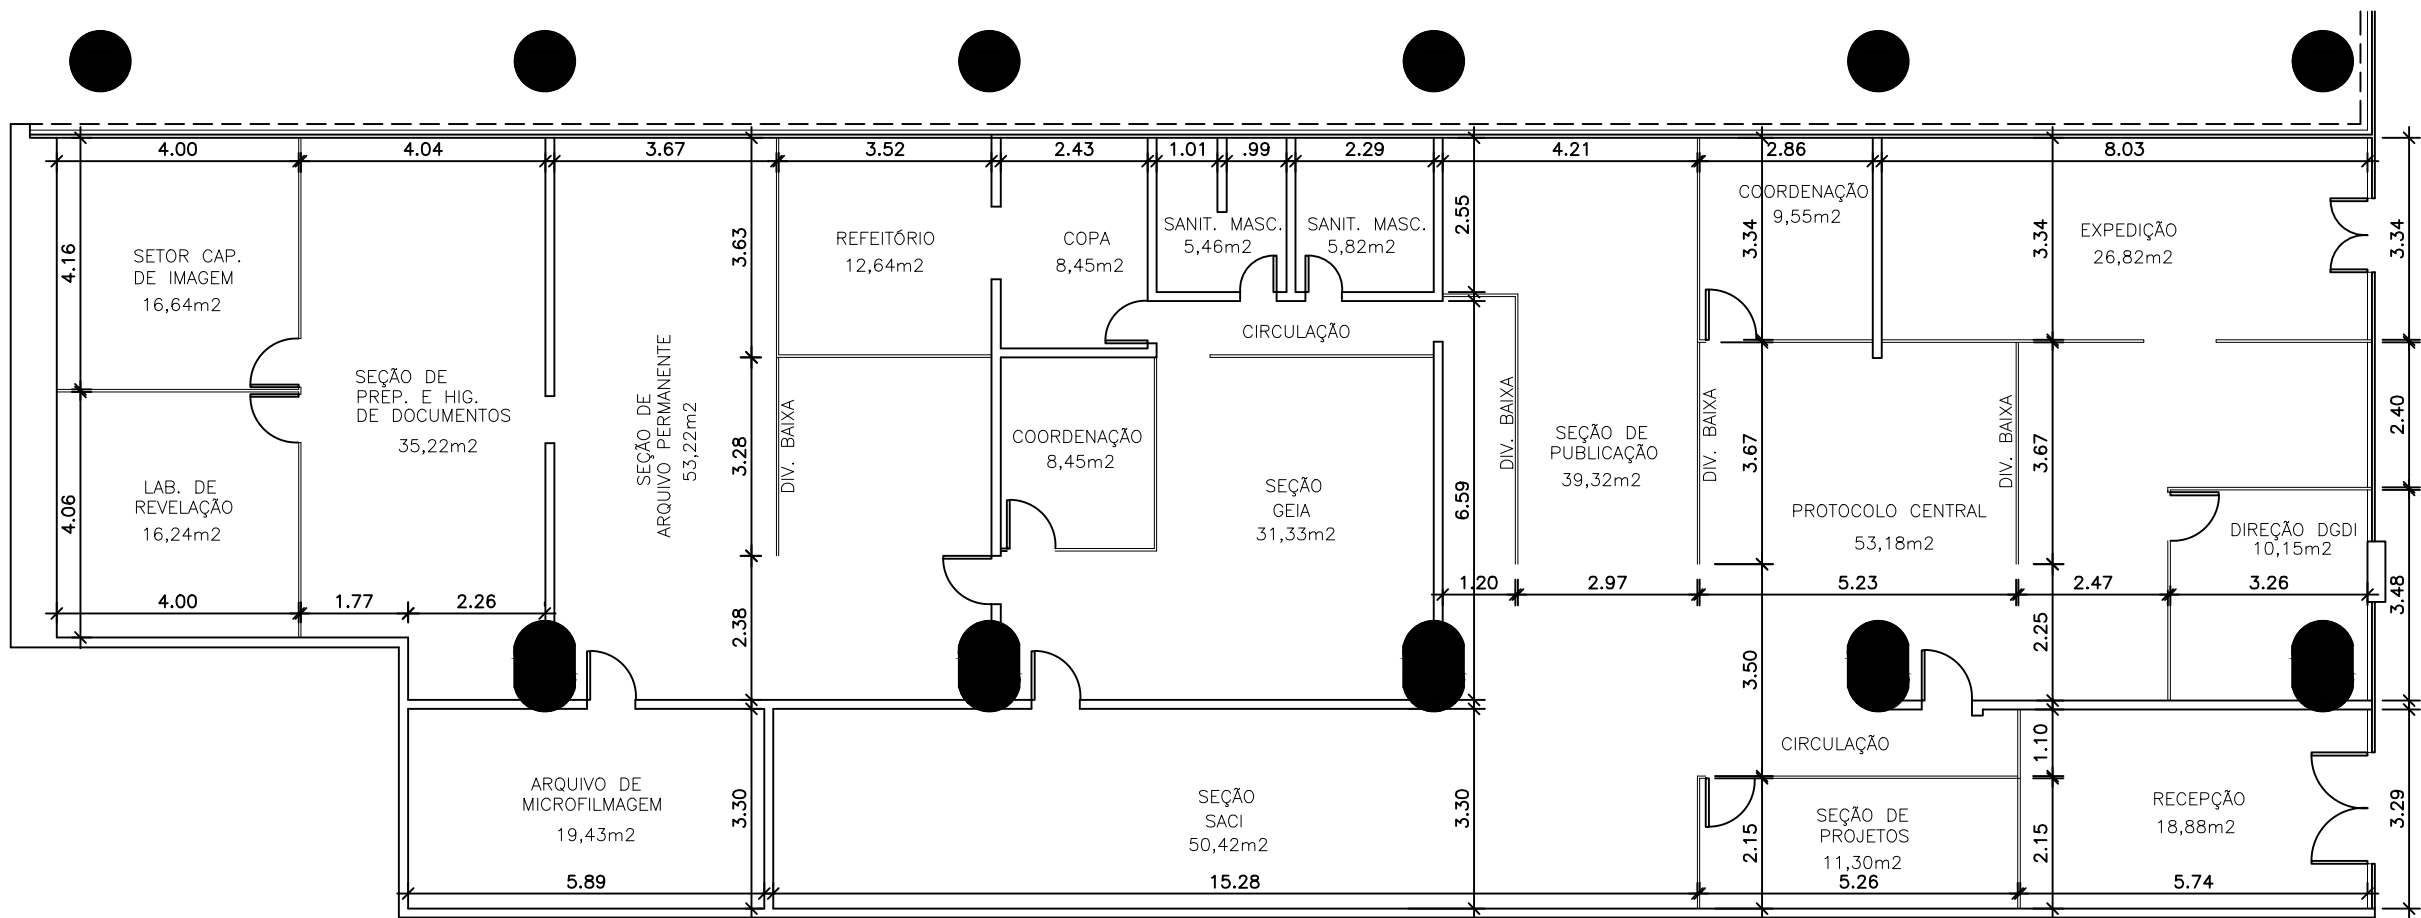 4.00
4.04
3.67
3.52
2.43
1.01
.99
2.29
4.21
2.86
8.03
4.16
SETOR CAP.
DE IMAGEM
16,64m2
3.63
REFEITÓRIO
12,64m2
COPA
8,45m2
SANIT. MASC.
5,46m2
SANIT. MASC.
5,82m2
2.55
COORDENAÇÃO
9,55m2
3.34
3.34
EXPEDIÇÃO
26,82m2
3.34
CIRCULAÇÃO
SEÇÃO DE
PREP. E HIG.
DE DOCUMENTOS
35,22m2
SEÇÃO DE
ARQUIVO PERMANENTE
53,22m2
3.28
DIV. BAIXA
COORDENAÇÃO
8,45m2
SEÇÃO
GEIA
31,33m2
6.59
DIV. BAIXA
SEÇÃO DE
PUBLICAÇÃO
39,32m2
DIV. BAIXA
3.67
PROTOCOLO CENTRAL
53,18m2
DIV. BAIXA
3.67
2.40
LAB. DE
REVELAÇÃO
16,24m2
4.06
DIREÇÃO DGDI
10,15m2
4.00
1.77
2.26
2.38
1.20
2.97
5.23
2.47
3.26
3.48
3.50
2.25
CIRCULAÇÃO
1.10
ARQUIVO DE
MICROFILMAGEM
19,43m2
3.30
SEÇÃO
SACI
50,42m2
3.30
2.15
SEÇÃO DE
PROJETOS
11,30m2
2.15
RECEPÇÃO
18,88m2
3.29
5.89
15.28
5.26
5.74